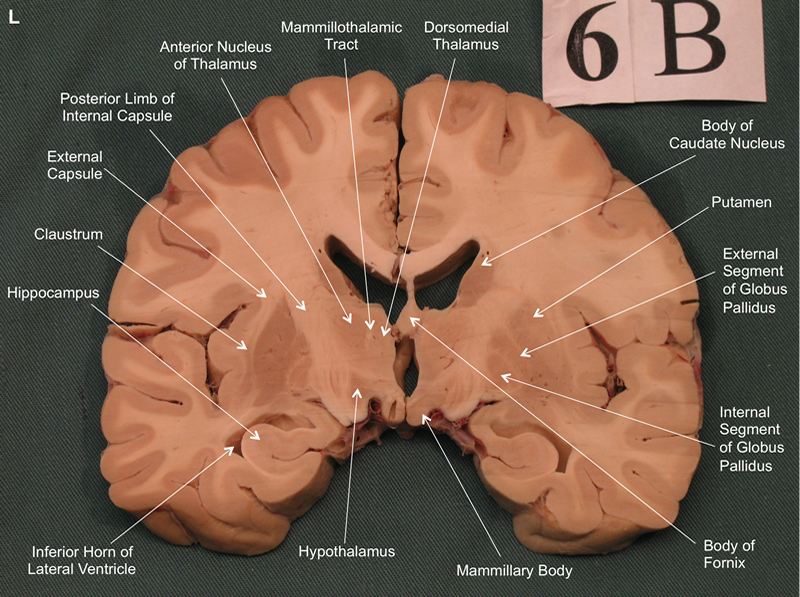 L
6 B
Mammillothalamic
Tract
Dorsomedial
Thalamus
Anterior Nucleus
of Thalamus
Posterior Limb of
Internal Capsule
External
Capsule
Claustrum
Hippocampus
Body of
Caudate Nucleus
Putamen
External
Segment
of Globus
Pallidus
Internal
Segment
of Globus
Pallidus
Inferior Horn of
Lateral Ventricle
Hypothalamus
Mammillary Body
Body of
Fornix